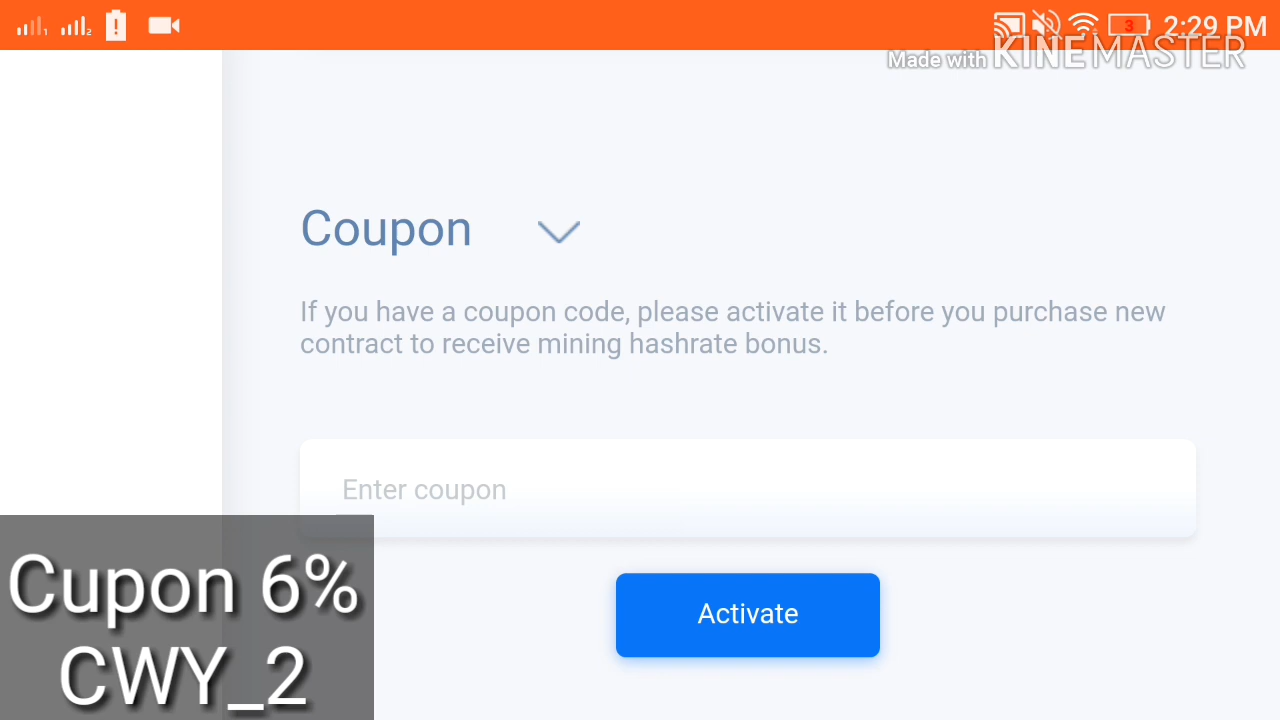 3 2:29 PM
Made with KINEMASTER
Coupon
If you have a coupon code, please activate it before you purchase new
contract to receive mining hashrate bonus.
Enter coupon
Activate
Cupon 6%
CWY_2